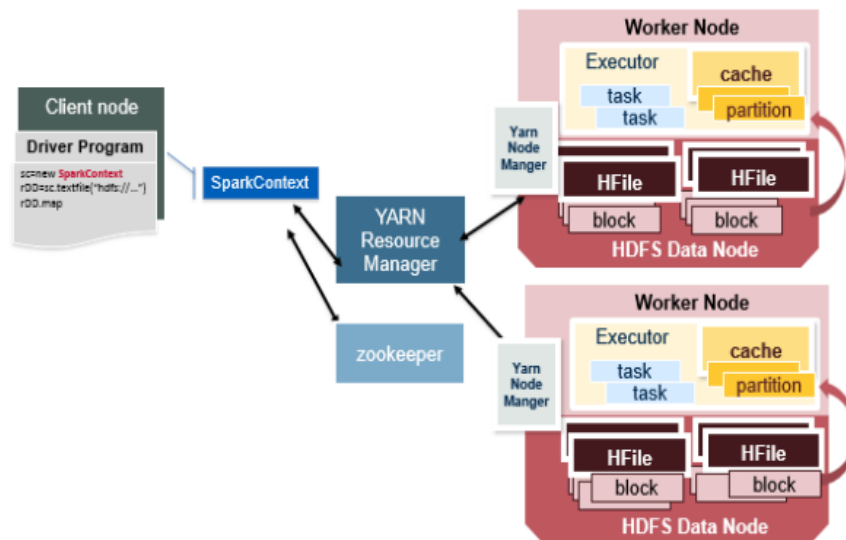 Client node
Driver Program
sc=new SparkContext
rDD=sc.textfile("hdfs://...")
rDD.map
SparkContext
YARN
Resource
Manager
zookeeper
Worker Node
Executor
task
task
cache
partition
Yarn
Node
Manger
HFile
HFile
block
block
HDFS Data Node
Worker Node
Executor
task
task
cache
partition
Yarn
Node
Manger
HFile
HFile
block
block
HDFS Data Node